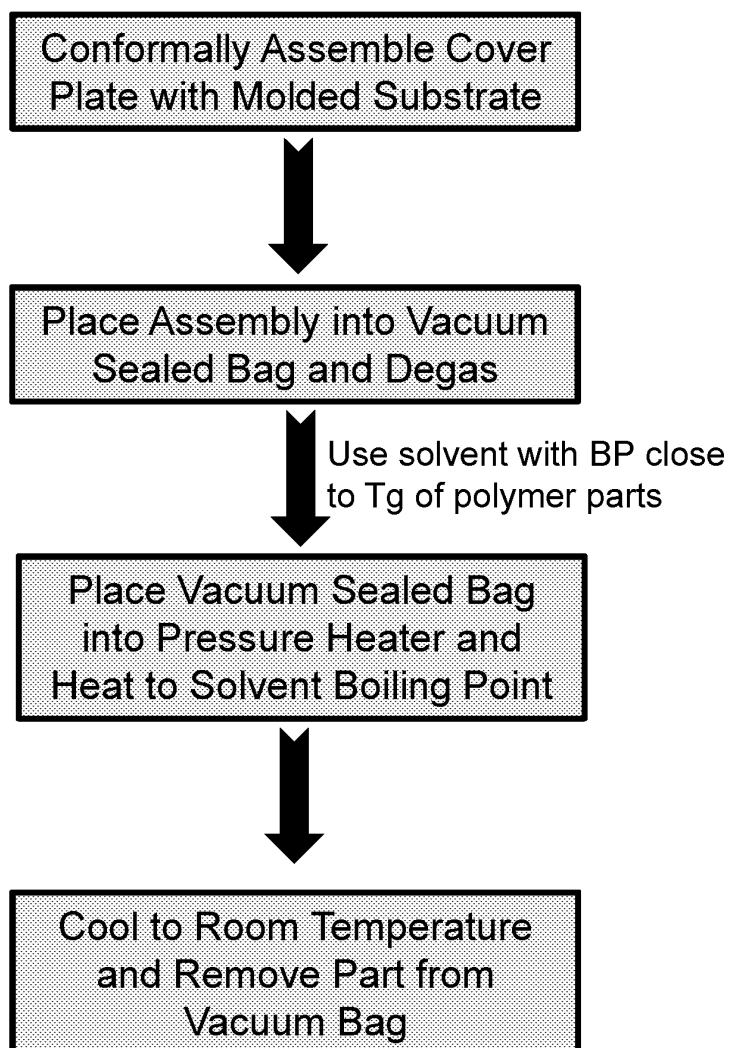 Conformally Assemble Cover
Plate with Molded Substrate
Place Assembly into Vacuum
Sealed Bag and Degas
Use solvent with BP close
to Tg of polymer parts
Place Vacuum Sealed Bag
into Pressure Heater and
Heat to Solvent Boiling Point
Cool to Room Temperature
and Remove Part from
Vacuum Bag